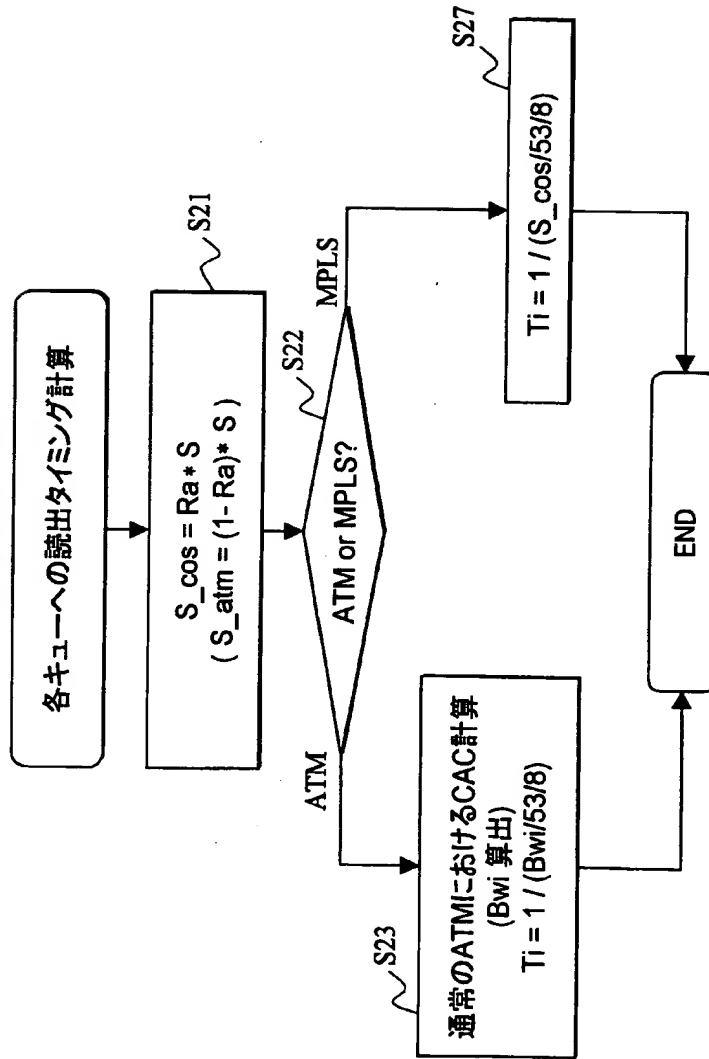 各キューへの読出タイミング計算
S21
S_cos = Ra* S
( S_atm = (1- Ra)* S )
S22
ATM or MPLS?
ATM
MPLS
S23
通常のATMにおけるCAC計算
(Bwi 算出)
Ti = 1 / (Bwi/53/8)
S27
Ti = 1 / (S_cos/53/8)
END